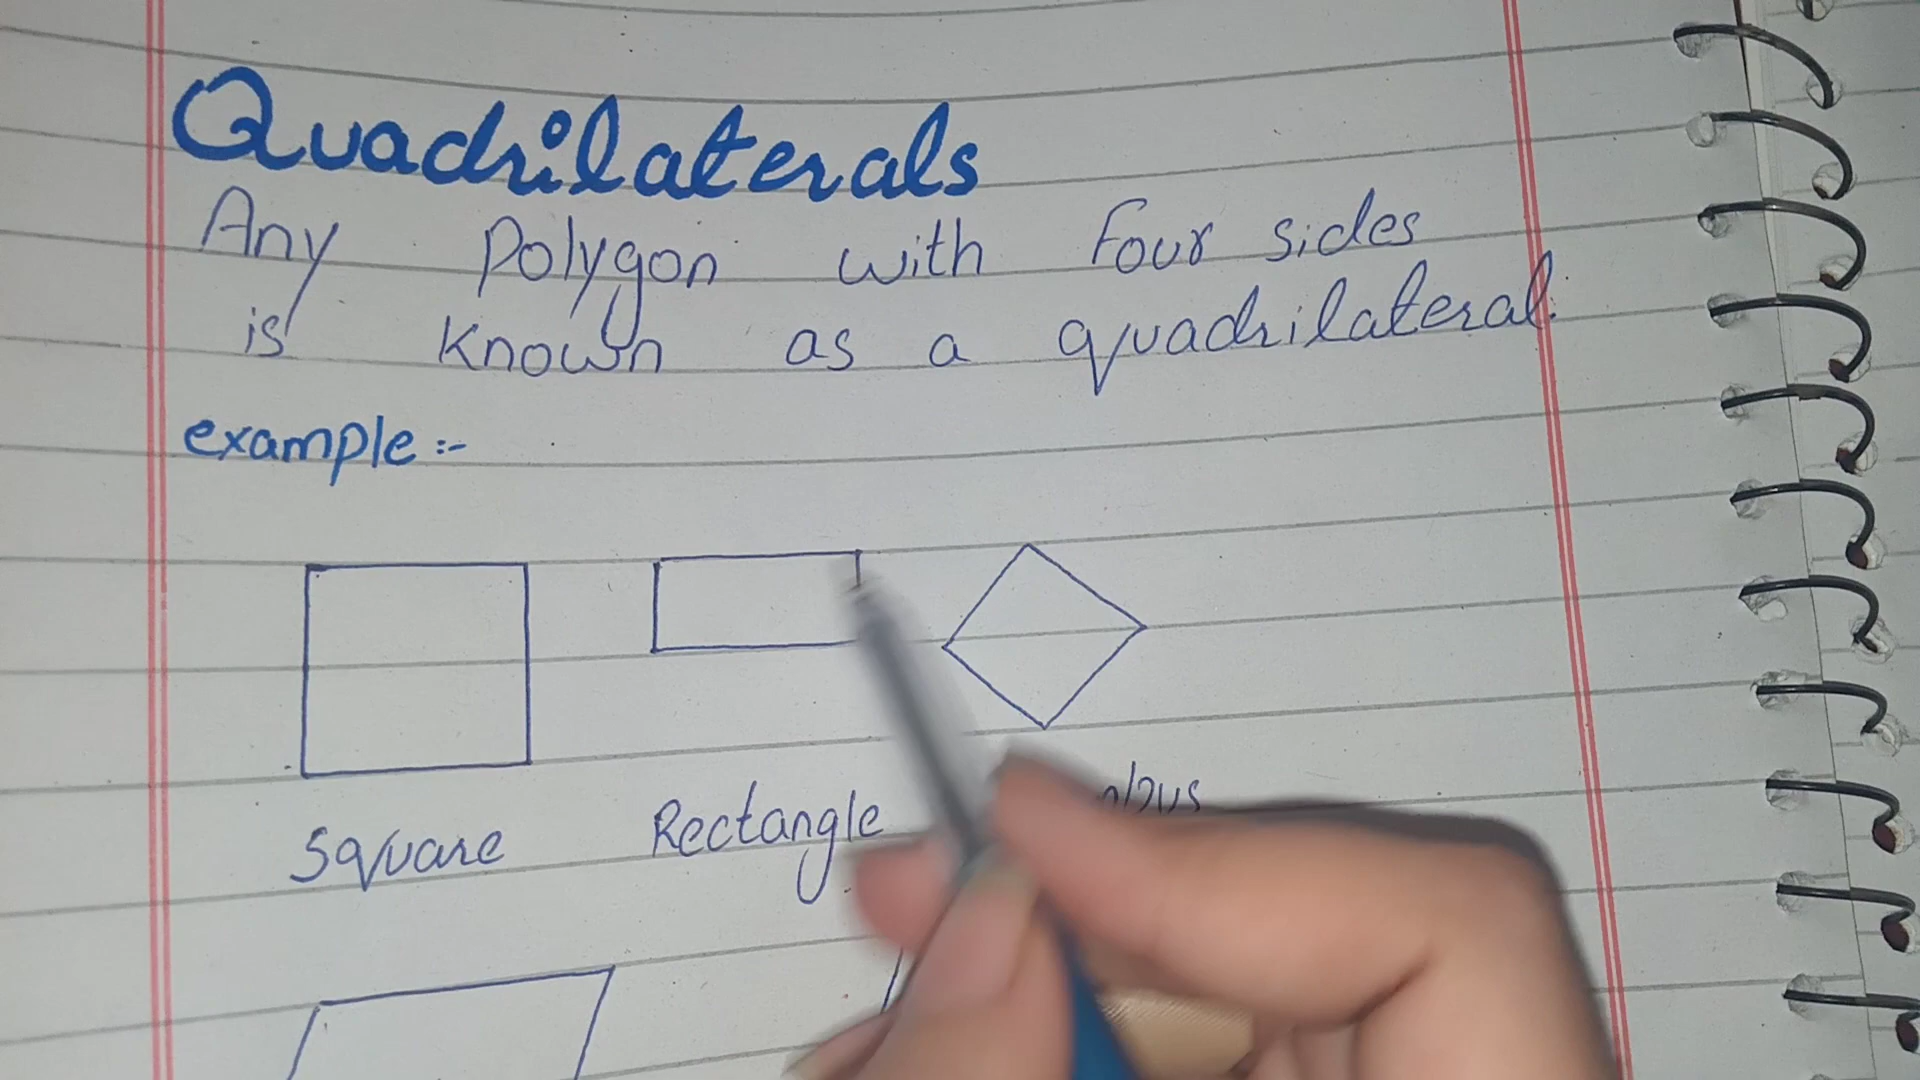 Quadrilaterals
Any Polygon with Four sides
is known as a quadrilateral.
example :-
Square Rectangle